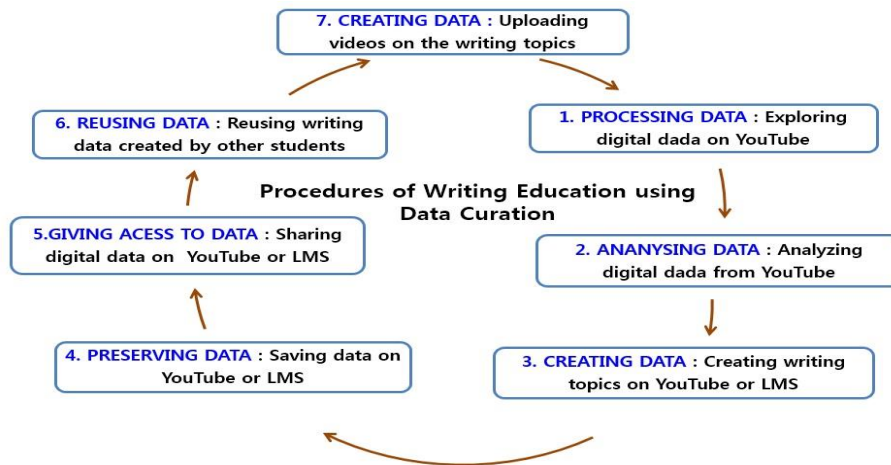 7. CREATING DATA : Uploading
videos on the writing topics
1. PROCESSING DATA : Exploring
digital dada on YouTube
2. ANANYSING DATA : Analyzing
digital dada from YouTube
3. CREATING DATA : Creating writing
topics on YouTube or LMS
4. PRESERVING DATA : Saving data on
YouTube or LMS
5.GIVING ACESS TO DATA : Sharing
digital data on YouTube or LMS
6. REUSING DATA : Reusing writing
data created by other students
Procedures of Writing Education using
Data Curation